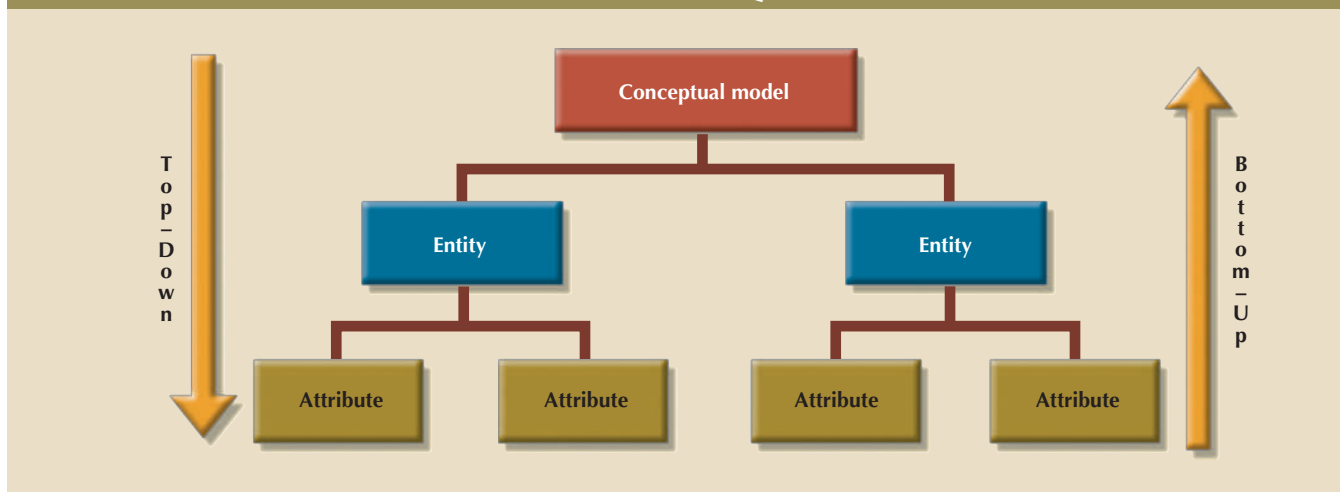 Conceptual model
Top–Down
Bottom–Up
Entity
Entity
Attribute
Attribute
Attribute
Attribute